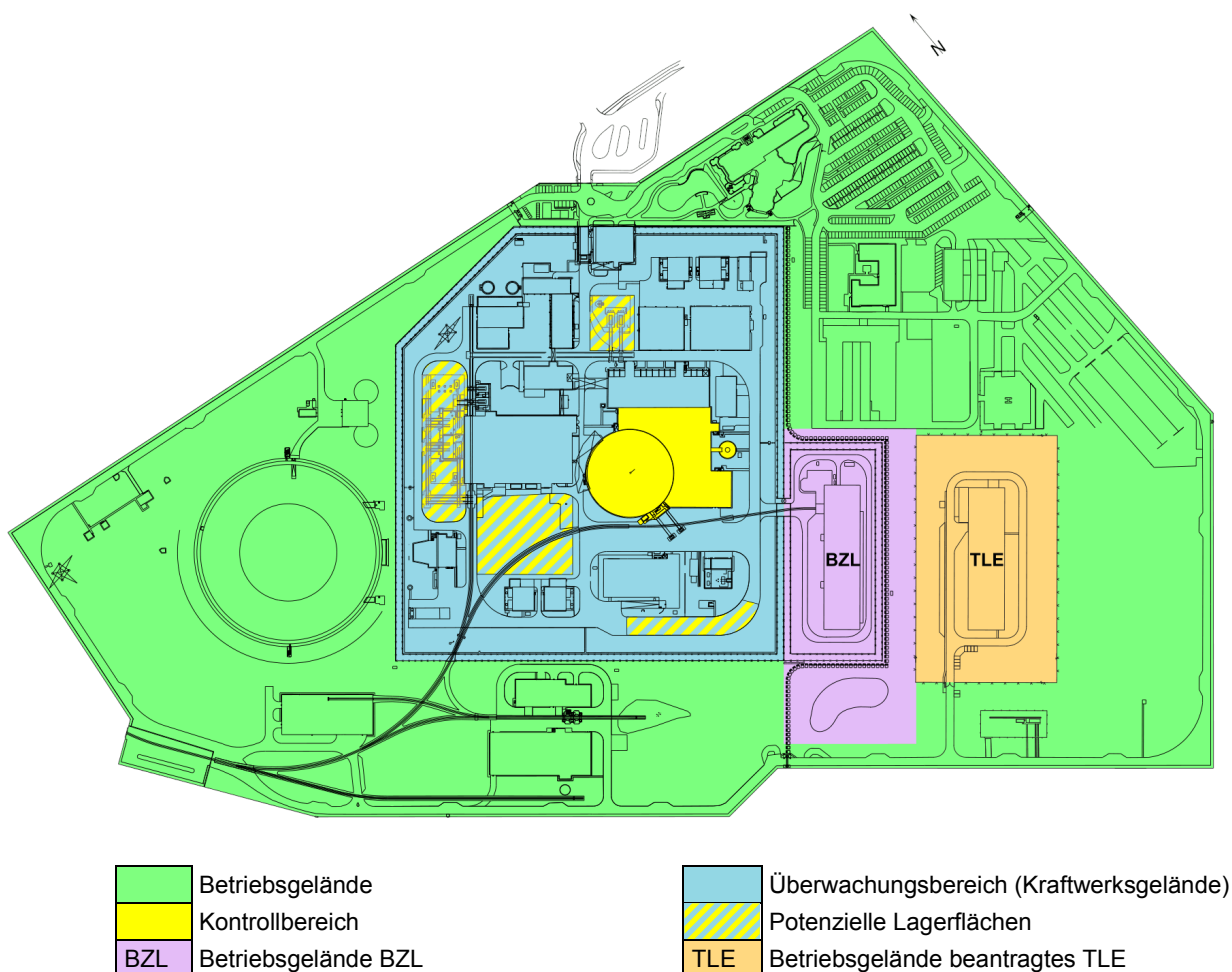 N
BZL
TLE
Betriebsgelände
Überwachungsbereich (Kraftwerksgelände)
Kontrollbereich
Potenzielle Lagerflächen
BZL Betriebsgelände BZL
TLE Betriebsgelände beantragtes TLE